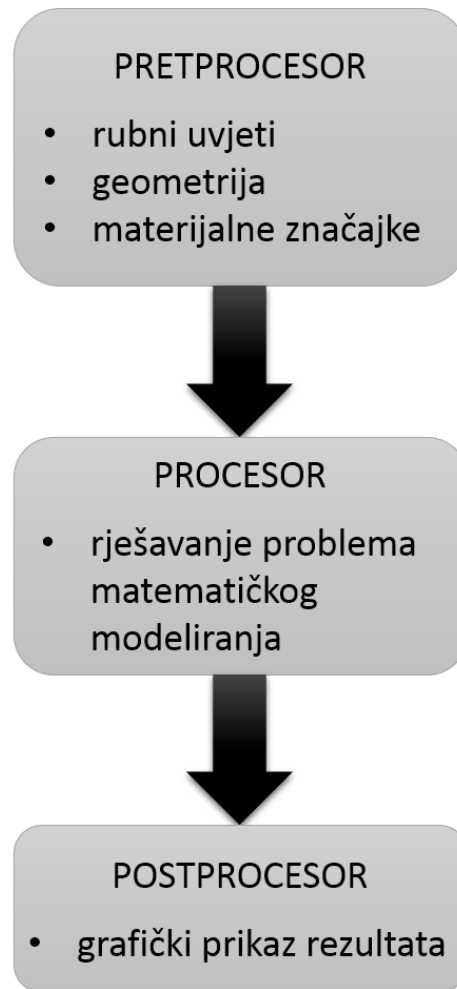 PRETPROCESOR
• rubni uvjeti
• geometrija
• materijalne značajke
PROCESOR
• rješavanje problema
matematičkog
modeliranja
POSTPROCESOR
• grafički prikaz rezultata